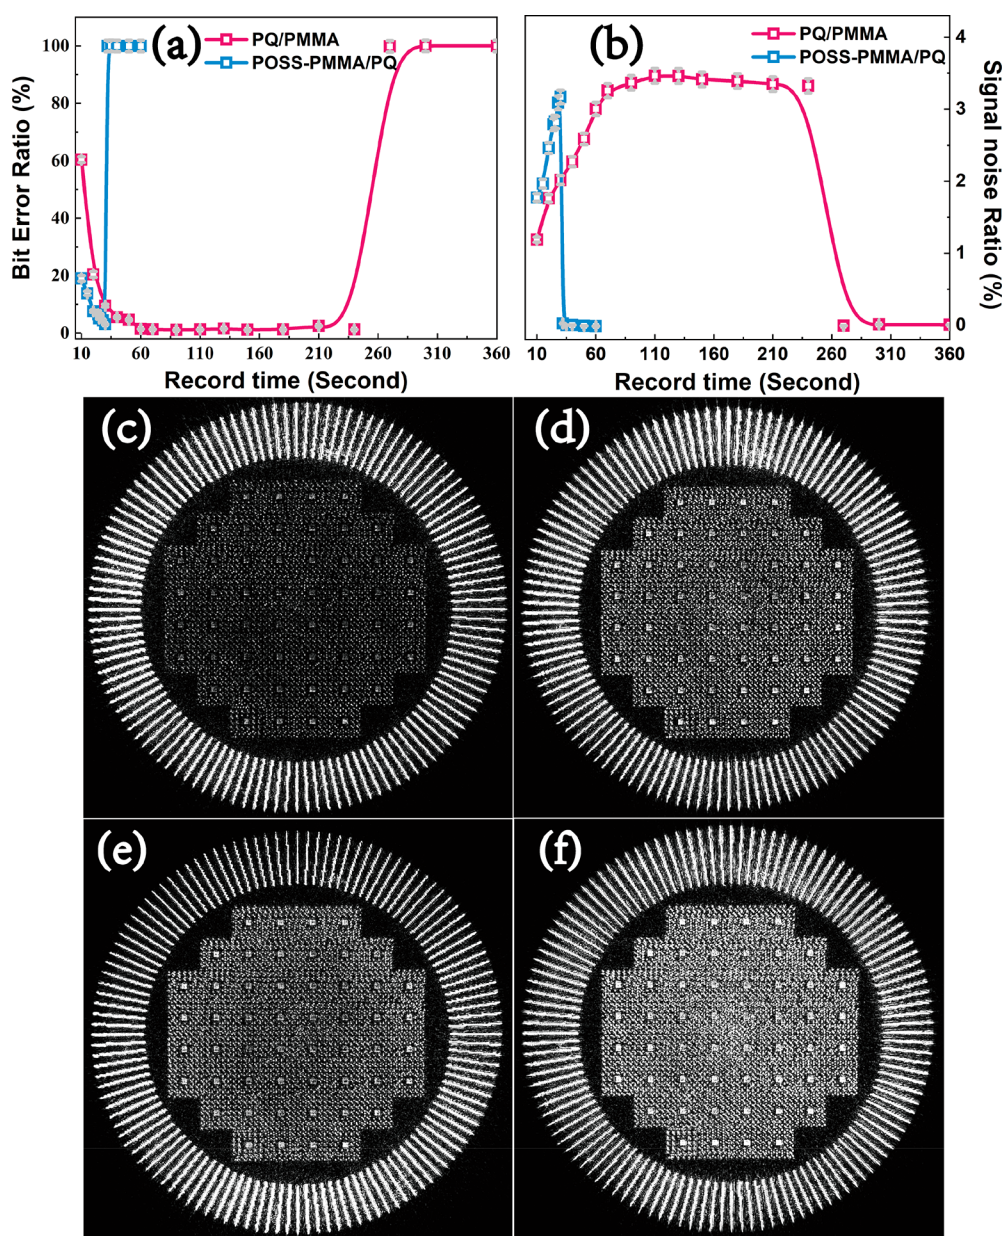 (a)
PQ/PMMA
POSS-PMMA/PQ
Bit Error Ratio (%)
100
80
60
40
20
0
10 60 110 160 210 260 300 360
Record time (Second)
(b)
PQ/PMMA
POSS-PMMA/PQ
Signal noise Ratio (%)
4
3
2
1
0
10 60 110 160 210 260 300 360
Record time (Second)
(c)
(d)
(e)
(f)